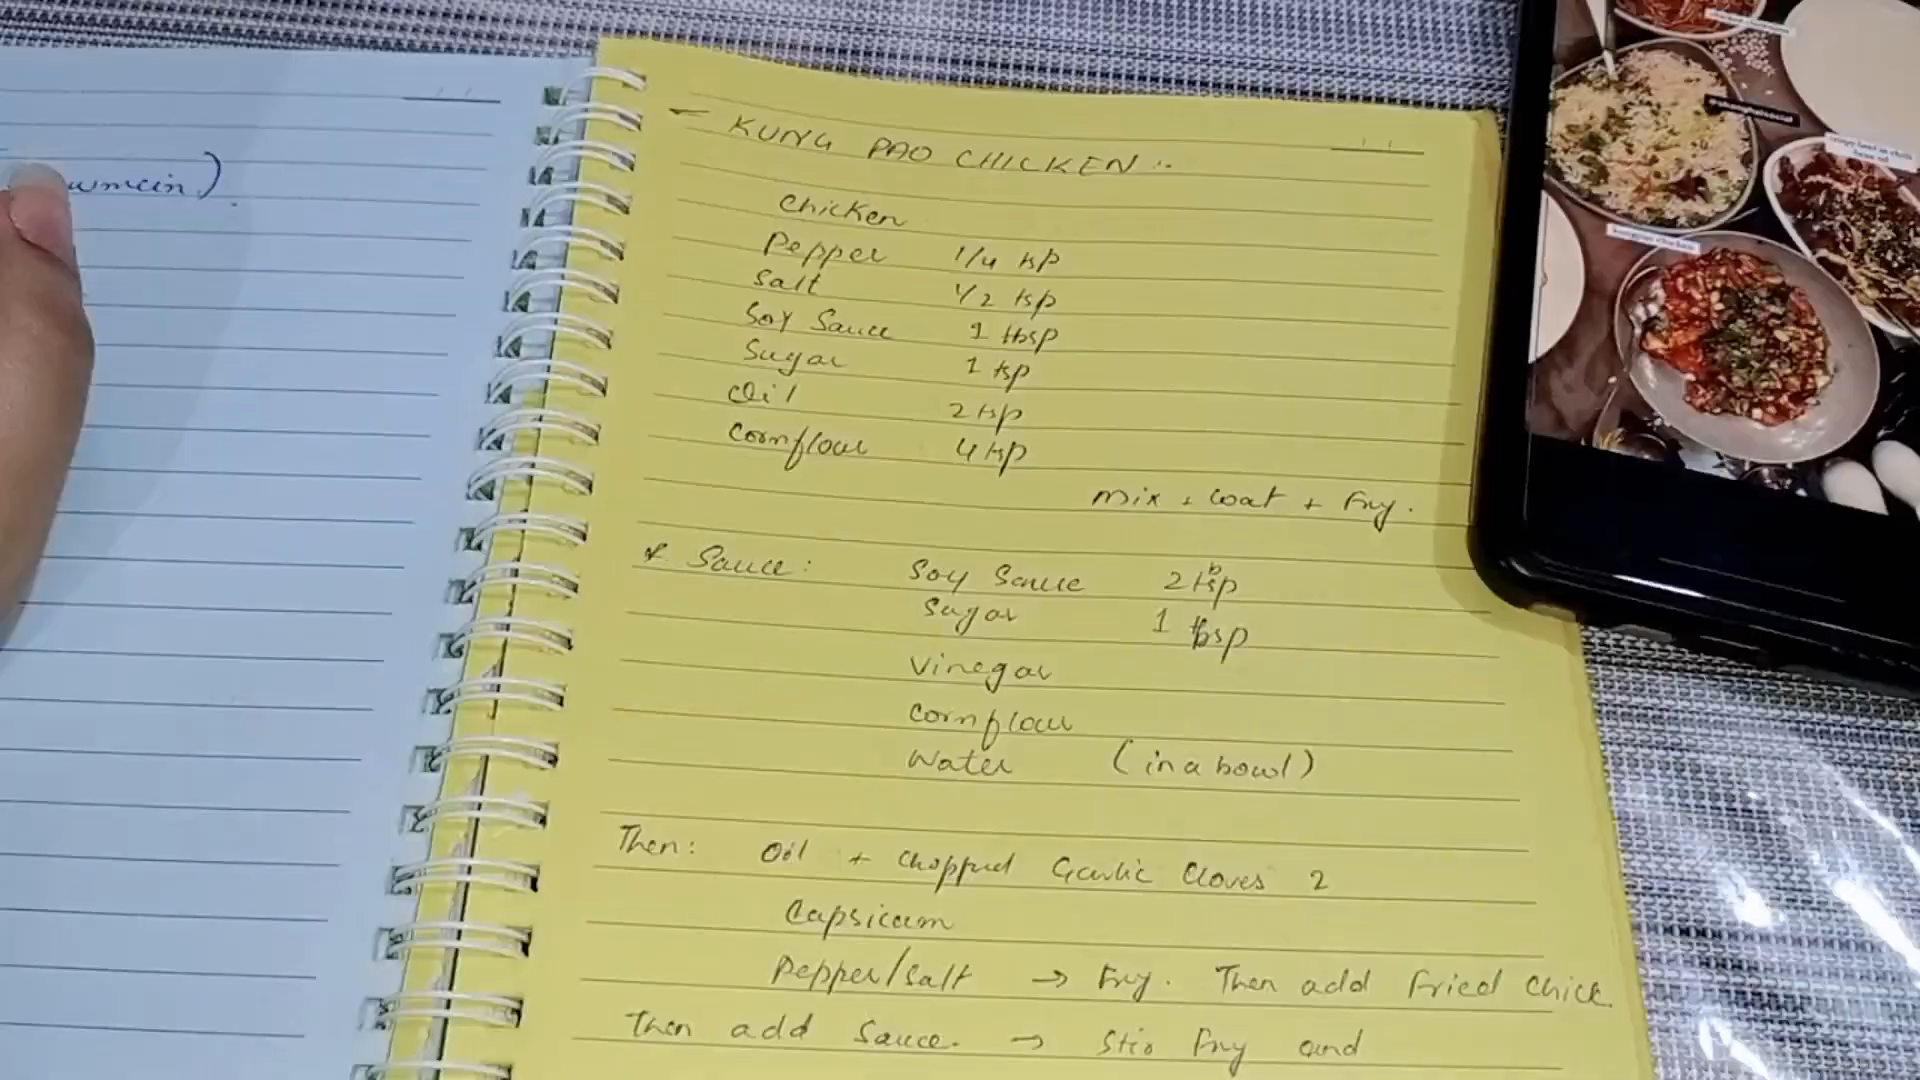 wmein)
KUNG PAO CHICKEN :-
Chicken
Pepper 1/4 tsp
Salt 1/2 tsp
Soy Sauce 1 tbsp
Sugar 1 tsp
Oil 2 tsp
Cornflour 4 tsp
mix + coat + Fry.
* Sauce: Soy Sauce 2 tbsp
Sugar 1 tbsp
Vinegar
Cornflour
Water (in a bowl)
Then: Oil + Chopped Garlic Cloves 2
Capsicum
Pepper/Salt → Fry. Then add fried chick
Then add sauce. → Stir Fry and